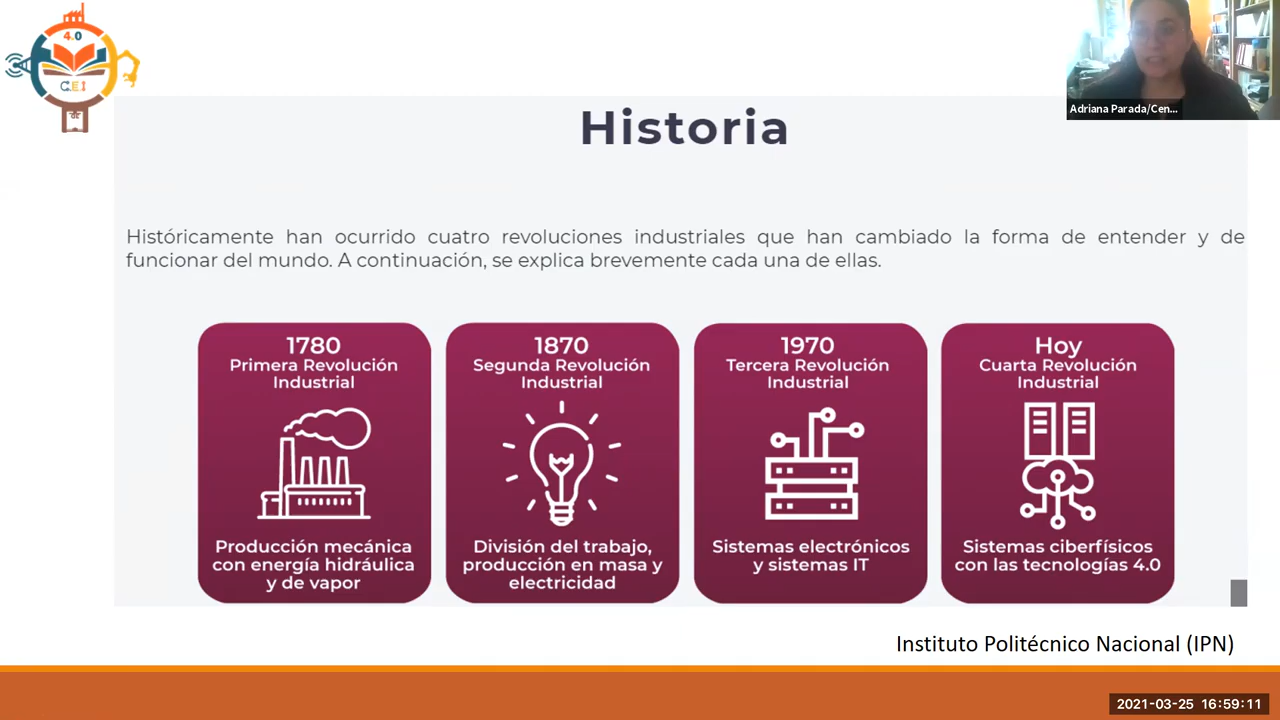 4.0
C.E.I
Adriana Parada/Cen...
Historia
Históricamente han ocurrido cuatro revoluciones industriales que han cambiado la forma de entender y de
funcionar del mundo. A continuación, se explica brevemente cada una de ellas.
1780
Primera Revolución
Industrial
Producción mecánica
con energía hidráulica
y de vapor
1870
Segunda Revolución
Industrial
División del trabajo,
producción en masa y
electricidad
1970
Tercera Revolución
Industrial
Sistemas electrónicos
y sistemas IT
Hoy
Cuarta Revolución
Industrial
Sistemas ciberfísicos
con las tecnologías 4.0
Instituto Politécnico Nacional (IPN)
2021-03-25 16:59:11